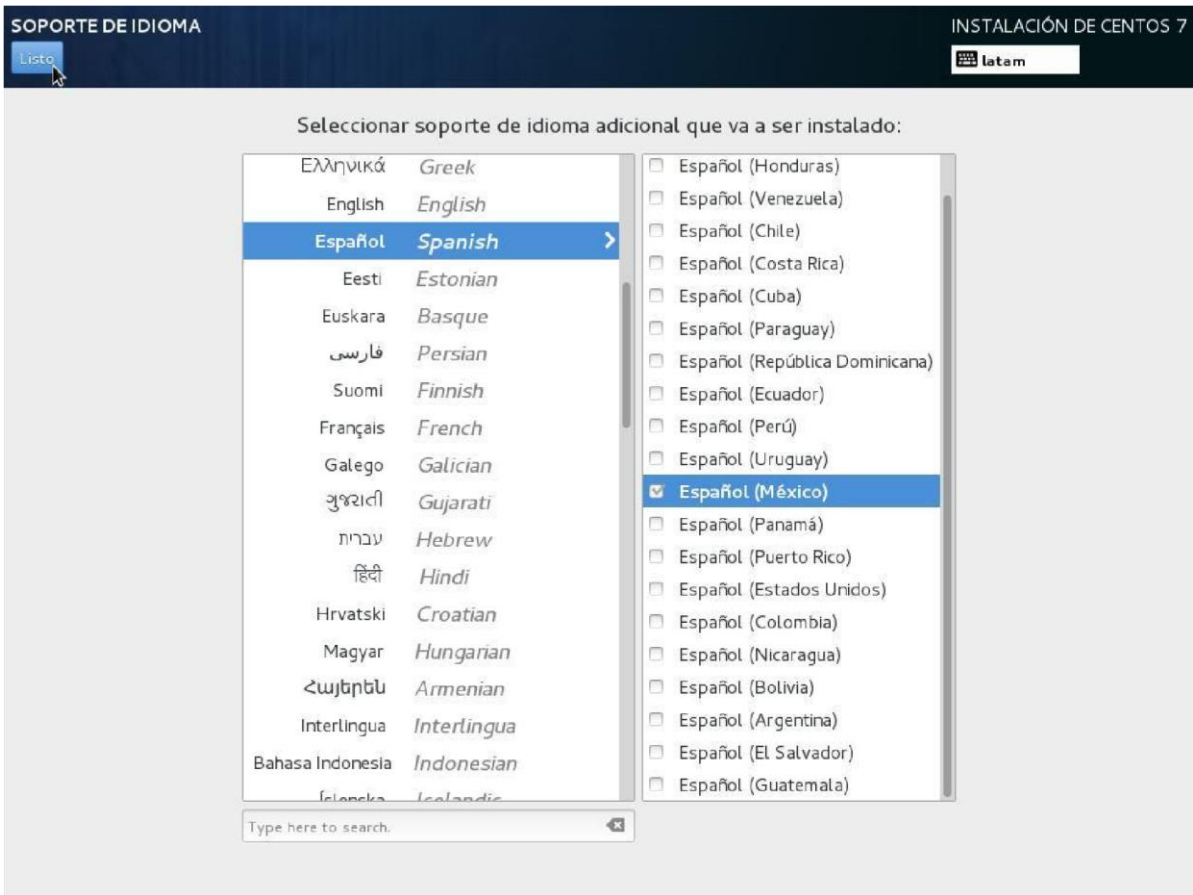 SOPORTE DE IDIOMA
INSTALACIÓN DE CENTOS 7
Listo
latam
Seleccionar soporte de idioma adicional que va a ser instalado:
Ελληνικά Greek
English English
Español Spanish
Eesti Estonian
Euskara Basque
فارسی Persian
Suomi Finnish
Français French
Galego Galician
ગુજરાતી Gujarati
עברית Hebrew
हिंदी Hindi
Hrvatski Croatian
Magyar Hungarian
Հայերեն Armenian
Interlingua Interlingua
Bahasa Indonesia Indonesian
Íslenska Icelandic
Type here to search.
Español (Honduras)
Español (Venezuela)
Español (Chile)
Español (Costa Rica)
Español (Cuba)
Español (Paraguay)
Español (República Dominicana)
Español (Ecuador)
Español (Perú)
Español (Uruguay)
Español (México)
Español (Panamá)
Español (Puerto Rico)
Español (Estados Unidos)
Español (Colombia)
Español (Nicaragua)
Español (Bolivia)
Español (Argentina)
Español (El Salvador)
Español (Guatemala)